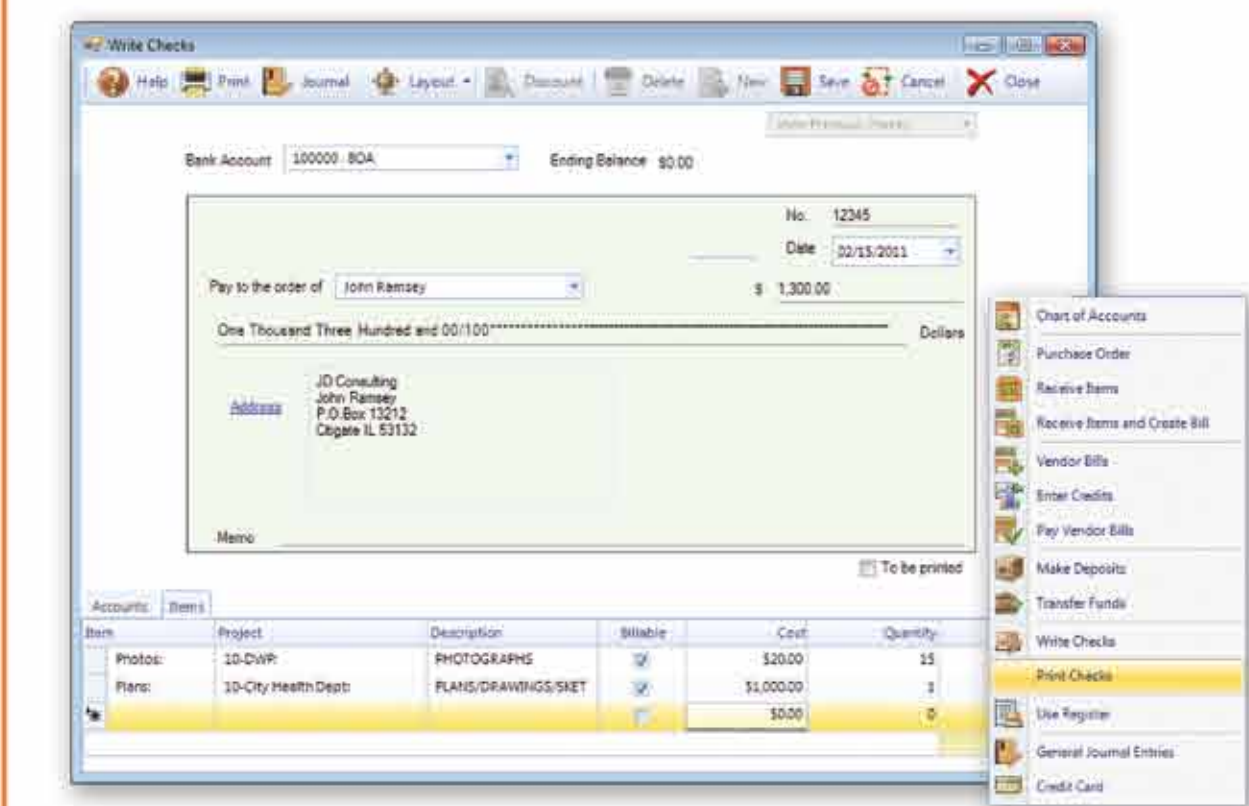 Write Checks
Help Print Journal Layout Discount Delete New Save Cancel Close
View Previous Checks
Bank Account 100000 BOA Ending Balance $0.00
No. 12345
Date 02/15/2011
Pay to the order of John Ramsey $ 1,300.00
One Thousand Three Hundred and 00/100 Dollars
Address
JD Consulting
John Ramsey
P.O.Box 13212
Citigate IL 53132
Memo
To be printed
Accounts Items
Item Project Description Billable Cost Quantity
Photos: 10-DWP: PHOTOGRAPHS $20.00 15
Plans: 10-City Health Dept: PLANS/DRAWINGS/SKET $1,000.00 1
$0.00 0
Chart of Accounts
Purchase Order
Receive Items
Receive Items and Create Bill
Vendor Bills
Enter Credits
Pay Vendor Bills
Make Deposits
Transfer Funds
Write Checks
Print Checks
Use Register
General Journal Entries
Credit Card